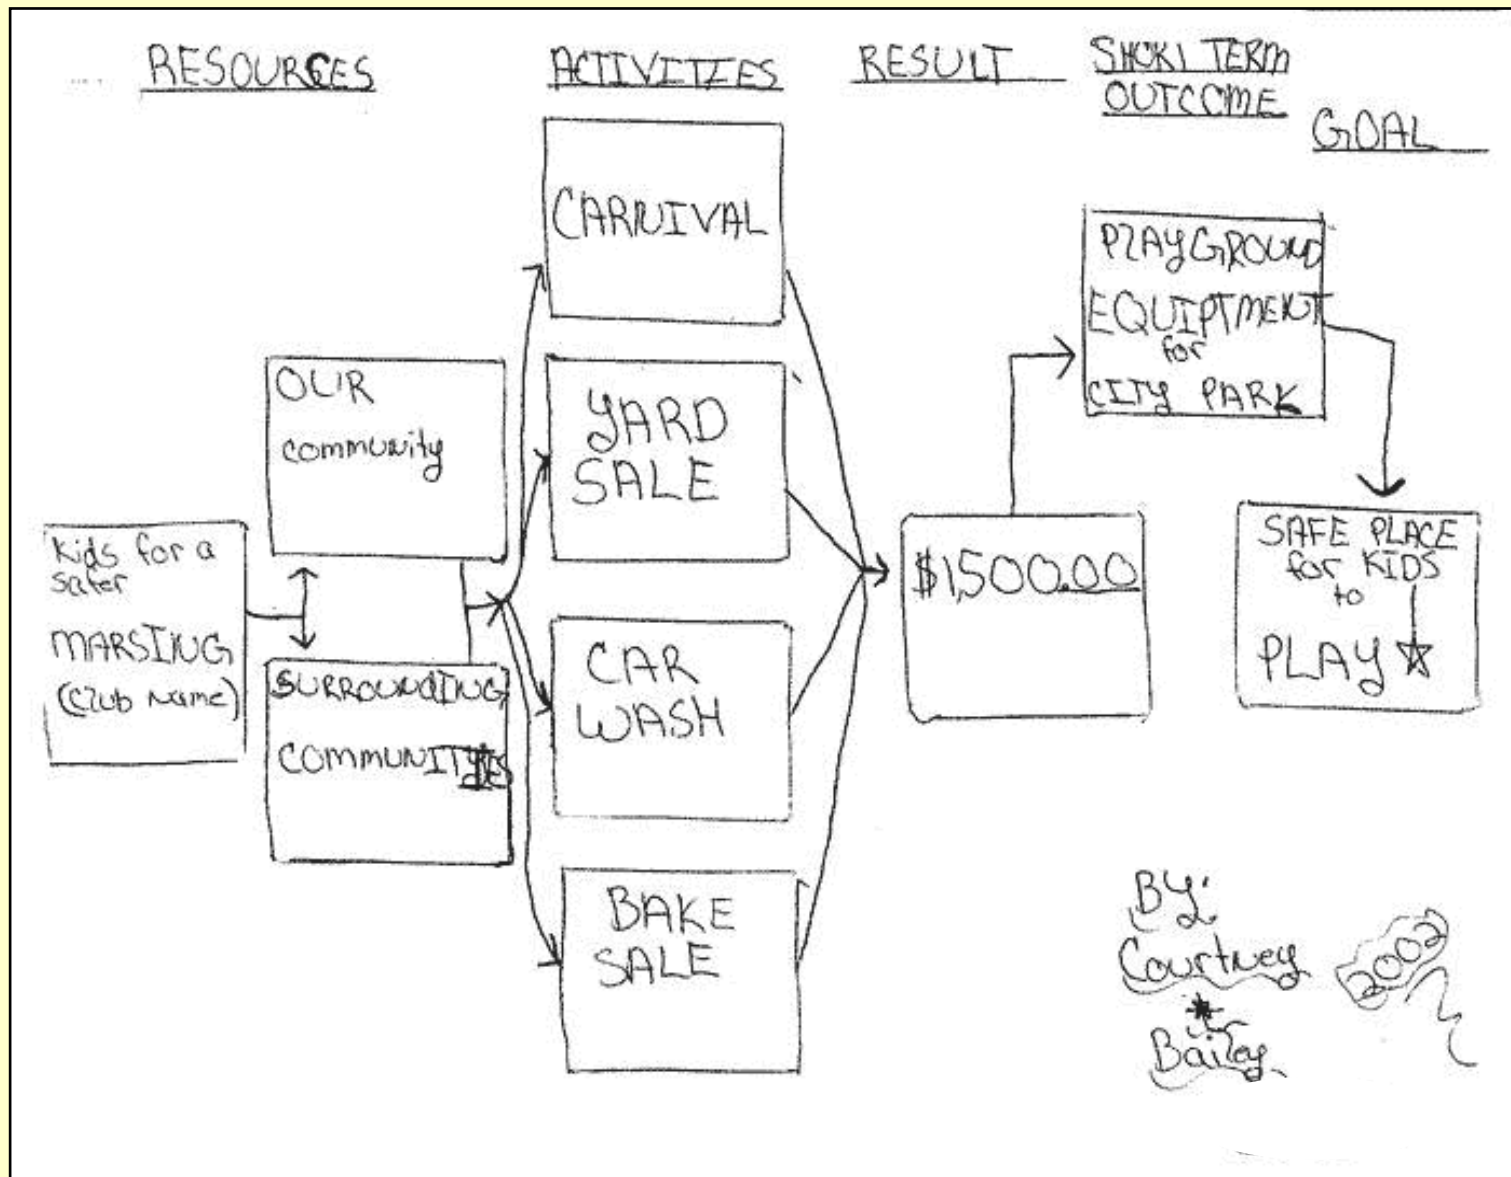 RESOURCES
ACTIVITIES
RESULT
SHORT TERM
OUTCOME
GOAL
Kids for a
safer
MARSING
(Club Name)
OUR
community
SURROUNDING
COMMUNITIES
CARNIVAL
YARD
SALE
CAR
WASH
BAKE
SALE
$1,500.00
PLAYGROUND
EQUIPTMENT
for
CITY PARK
SAFE PLACE
for KIDS
to
PLAY
BY:
Courtney
Bailey
2002